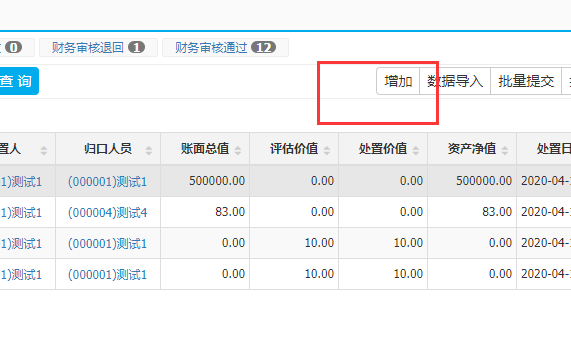 0 财务审核退回 1 财务审核通过 12
查 询 增加 数据导入 批量提交
置人 归口人员 账面总值 评估价值 处置价值 资产净值 处置日
1)测试1 (000001)测试1 500000.00 0.00 0.00 500000.00 2020-04-
1)测试1 (000004)测试4 83.00 0.00 0.00 83.00 2020-04-
1)测试1 (000001)测试1 0.00 10.00 10.00 0.00 2020-04-
1)测试1 (000001)测试1 0.00 10.00 10.00 0.00 2020-04-